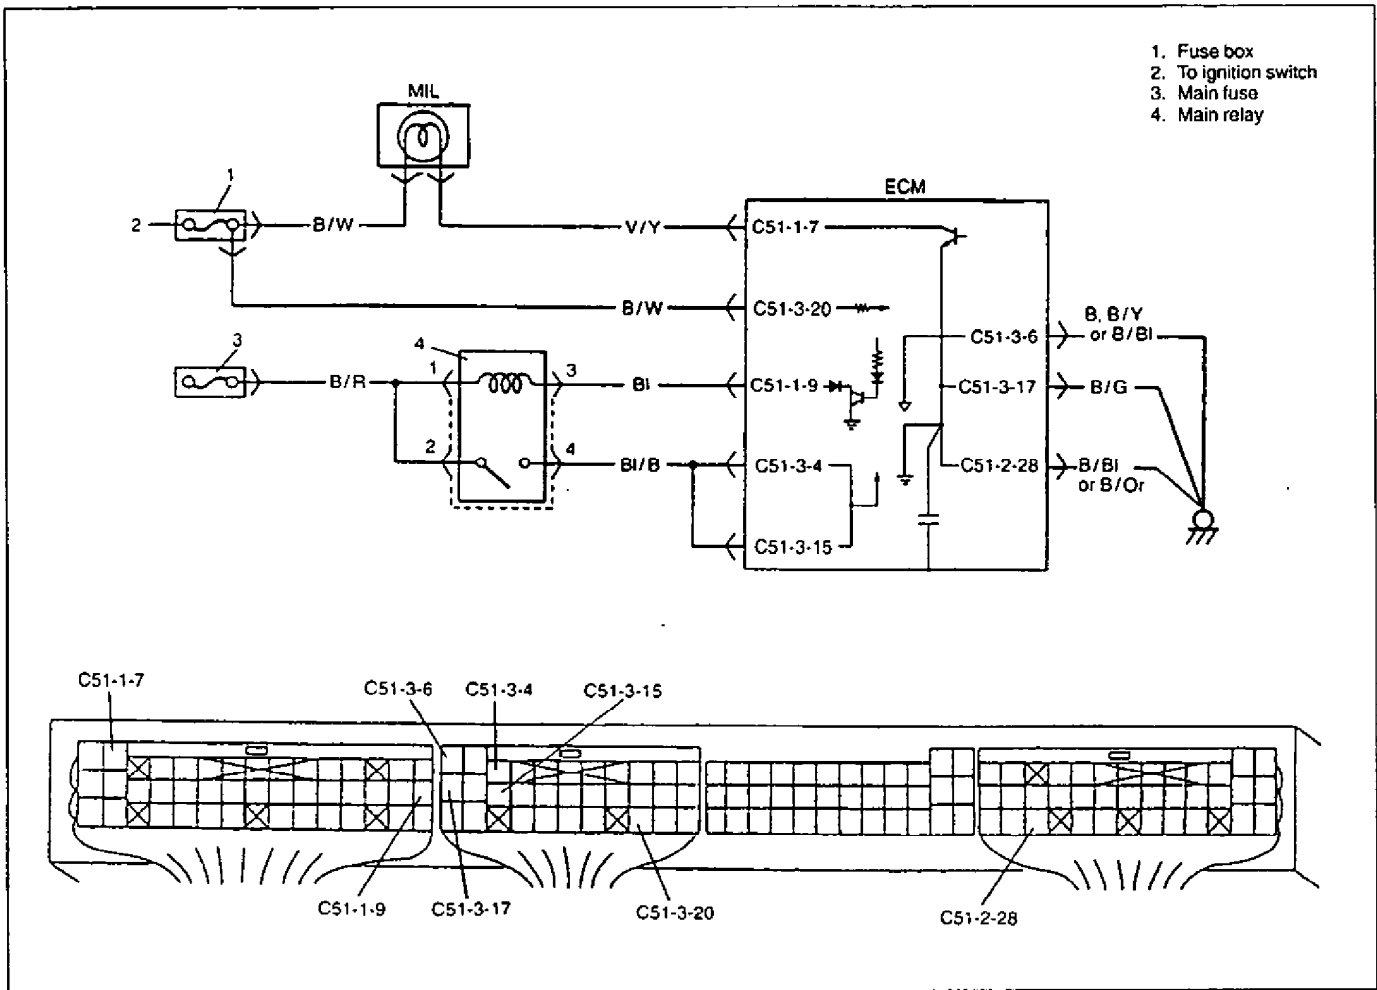 1. Fuse box
2. To ignition switch
3. Main fuse
4. Main relay
MIL
ECM
1
2
B/W
V/Y
C51-1-7
B/W
C51-3-20
C51-3-6
B, B/Y
or B/Bl
3
4
B/R
1
3
Bl
C51-1-9
C51-3-17
B/G
2
4
Bl/B
C51-3-4
C51-2-28
B/Bl
or B/Or
C51-3-15
C51-1-7
C51-3-6
C51-3-4
C51-3-15
C51-1-9
C51-3-17
C51-3-20
C51-2-28